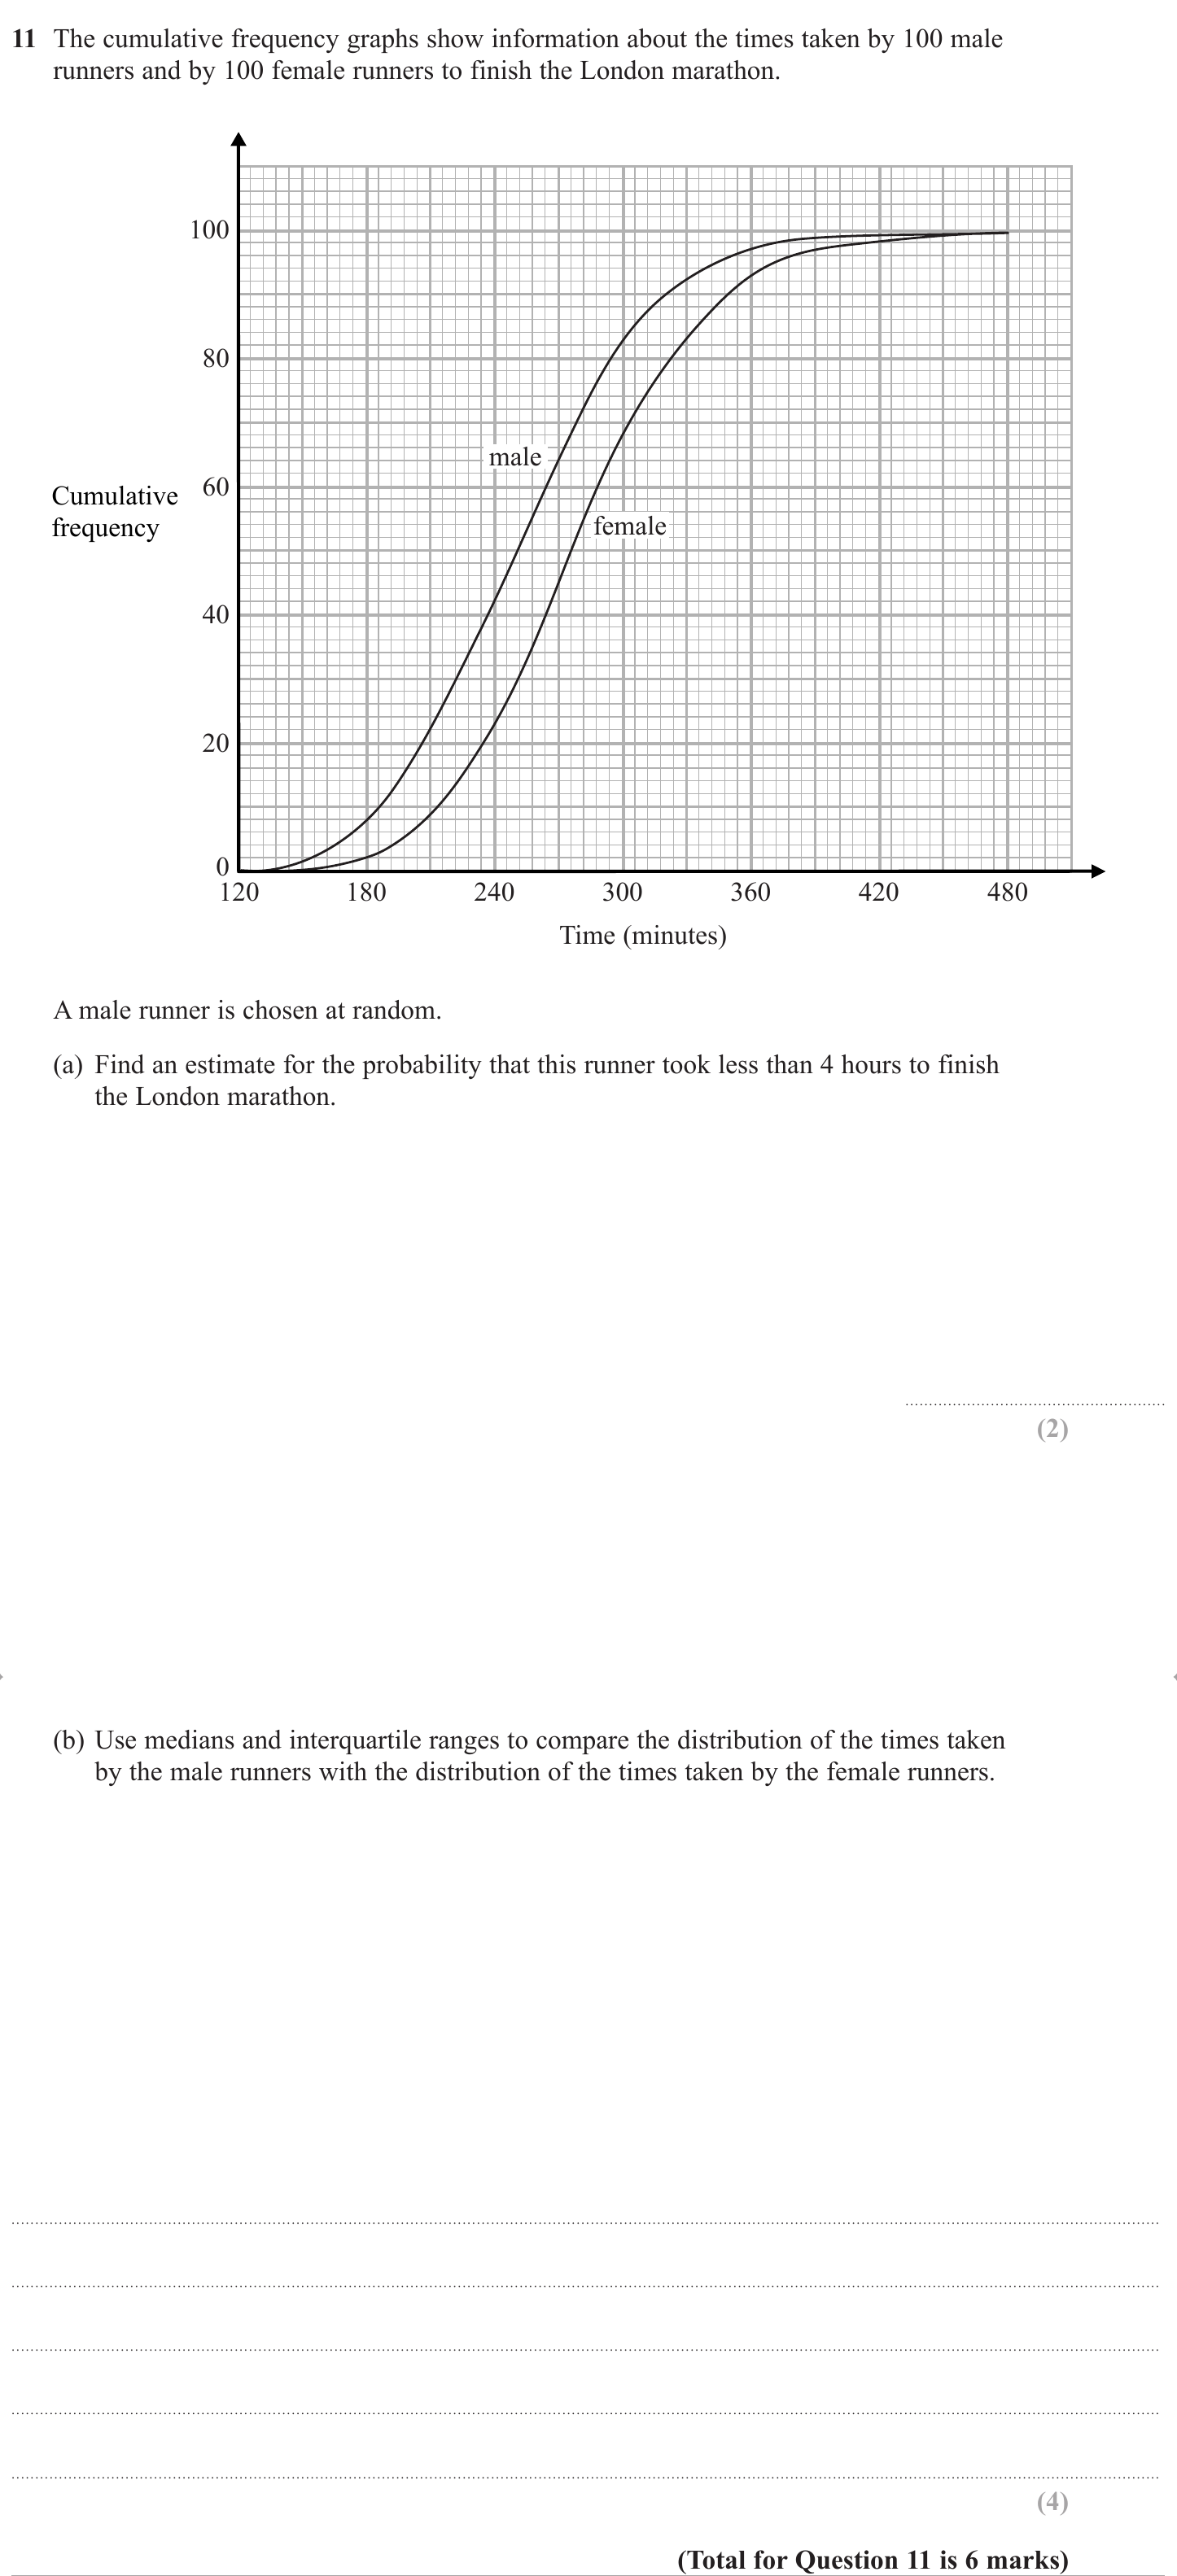 11 The cumulative frequency graphs show information about the times taken by 100 male
runners and by 100 female runners to finish the London marathon.
100
80
male
Cumulative
frequency
60
female
40
20
0
120 180 240 300 360 420 480
Time (minutes)
A male runner is chosen at random.
(a) Find an estimate for the probability that this runner took less than 4 hours to finish
the London marathon.
(2)
(b) Use medians and interquartile ranges to compare the distribution of the times taken
by the male runners with the distribution of the times taken by the female runners.
(4)
(Total for Question 11 is 6 marks)